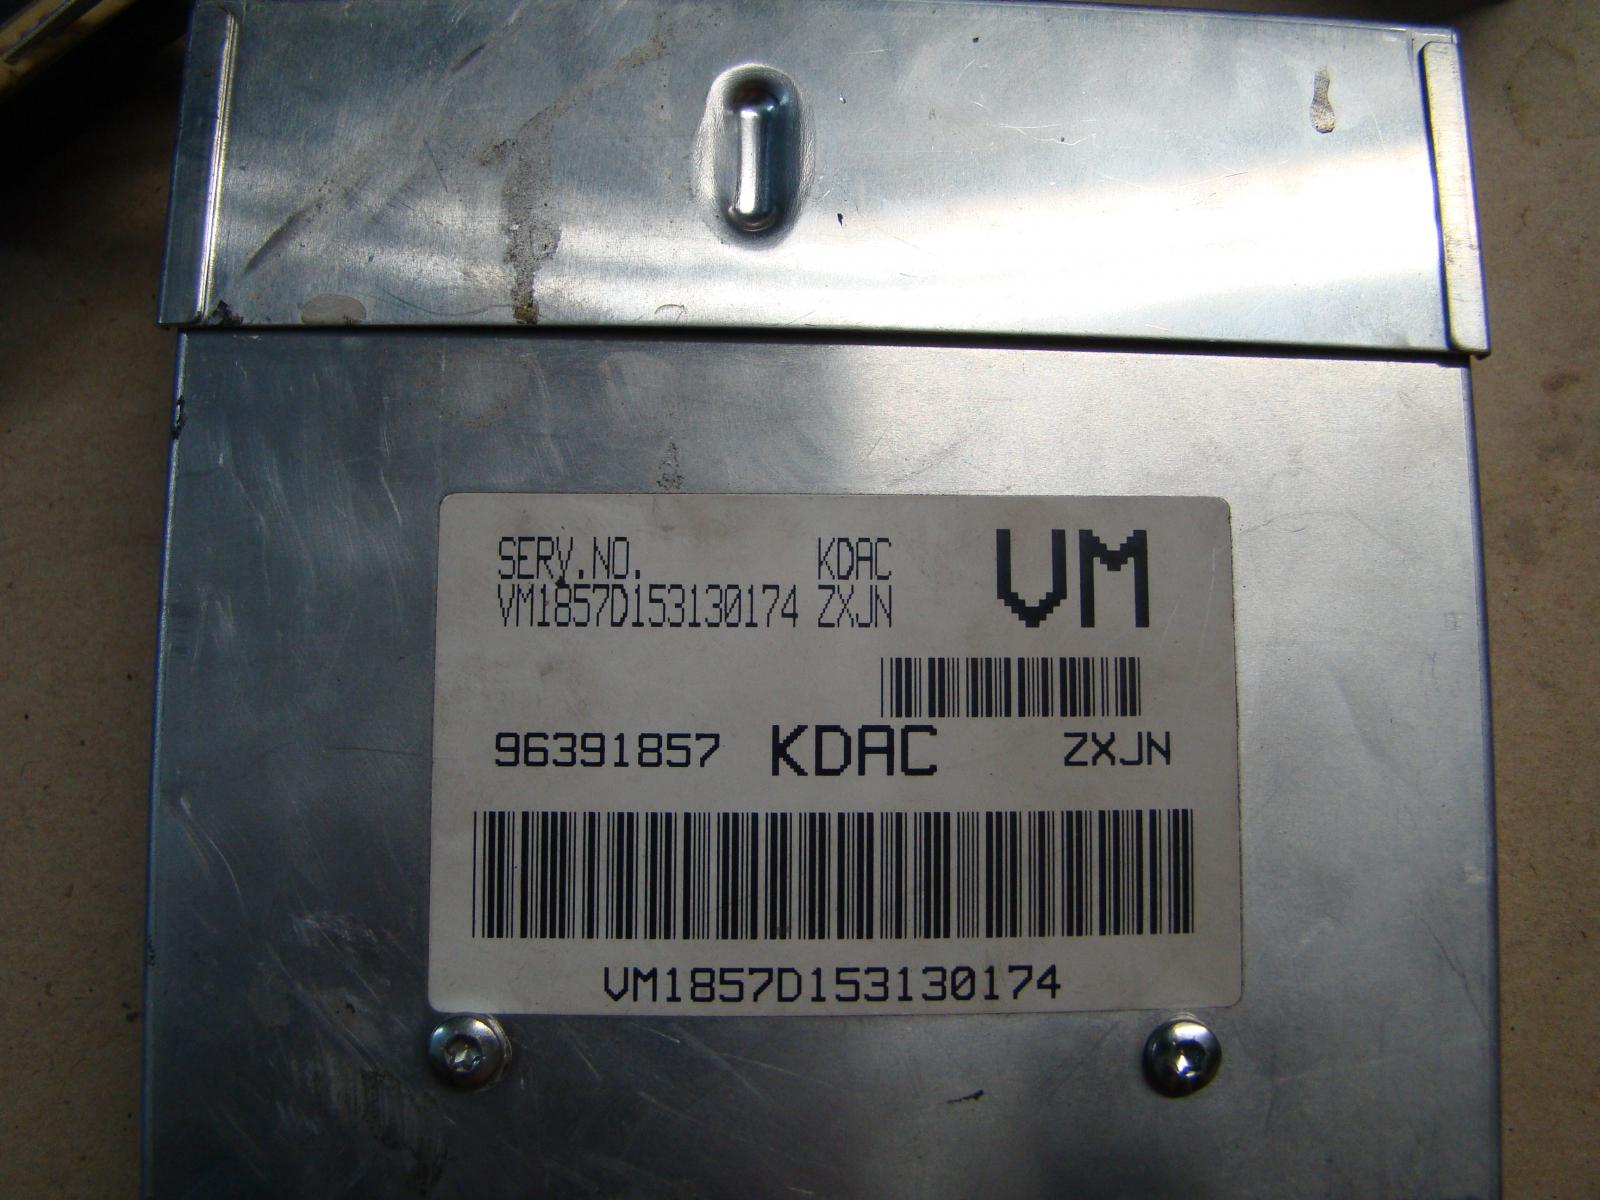 SERV.NO. KDAC VM
VM1857D153130174 ZXJN
96391857 KDAC ZXJN
VM1857D153130174